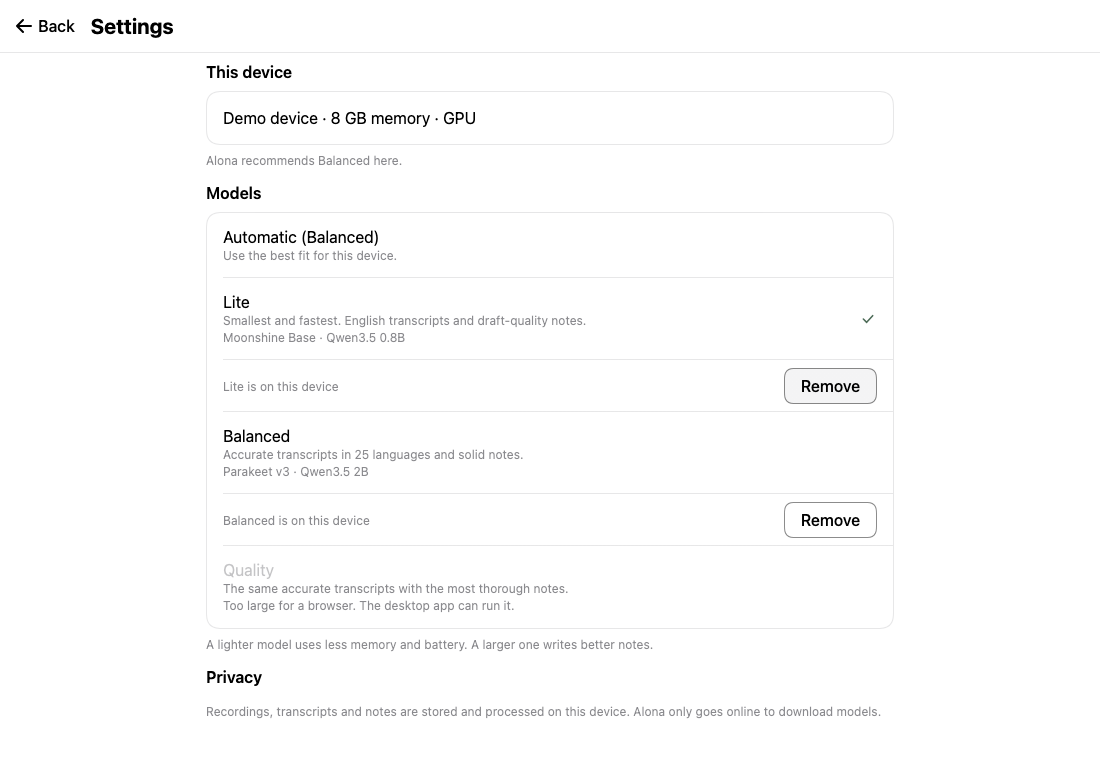 Back Settings
This device
Demo device · 8 GB memory · GPU
Alona recommends Balanced here.
Models
Automatic (Balanced)
Use the best fit for this device.
Lite
Smallest and fastest. English transcripts and draft-quality notes.
Moonshine Base · Qwen3.5 0.8B
Lite is on this device Remove
Balanced
Accurate transcripts in 25 languages and solid notes.
Parakeet v3 · Qwen3.5 2B
Balanced is on this device Remove
Quality
The same accurate transcripts with the most thorough notes.
Too large for a browser. The desktop app can run it.
A lighter model uses less memory and battery. A larger one writes better notes.
Privacy
Recordings, transcripts and notes are stored and processed on this device. Alona only goes online to download models.